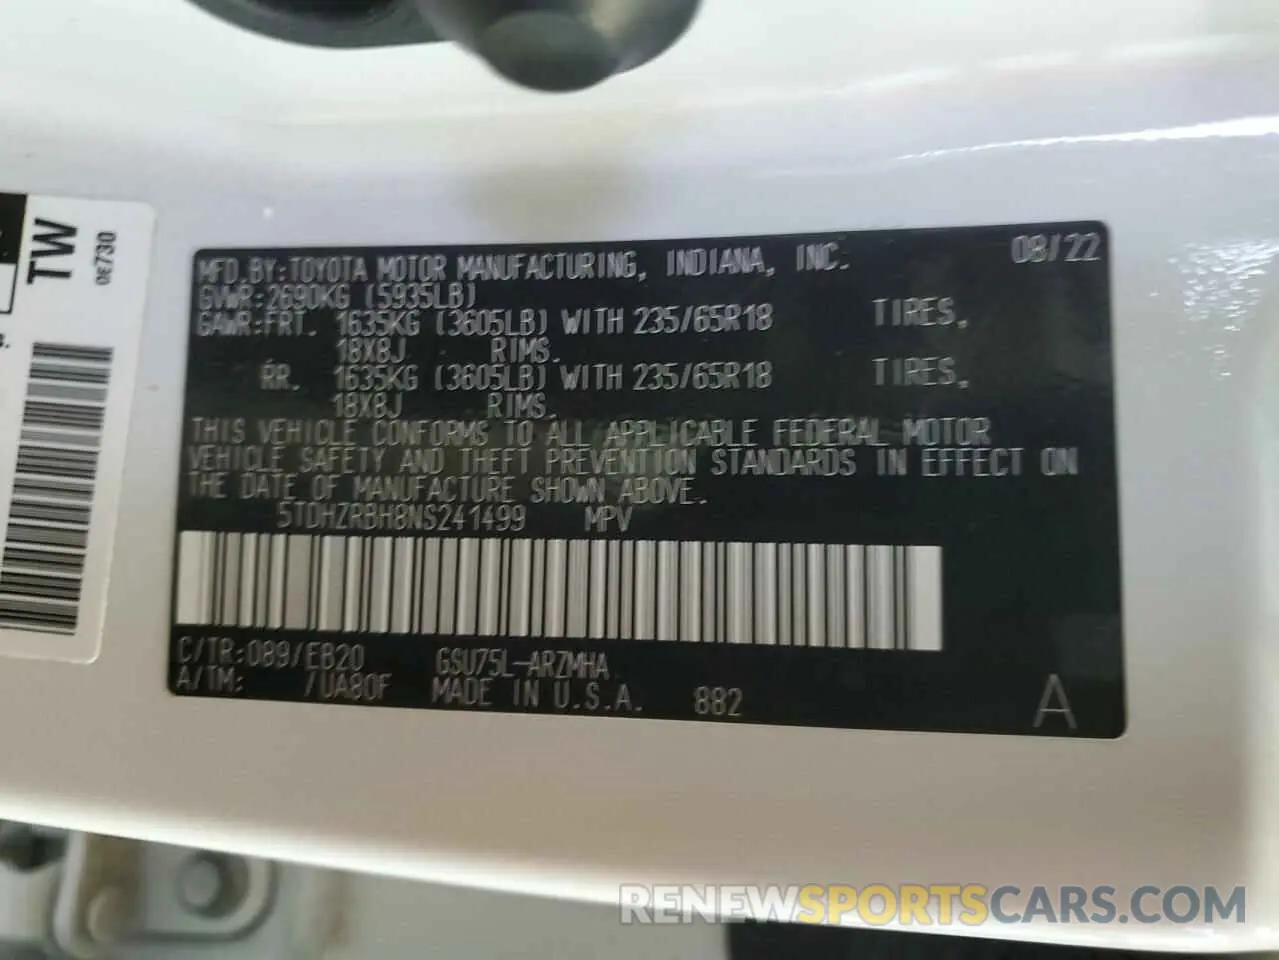 TW
0E730
MFD.BY:TOYOTA MOTOR MANUFACTURING, INDIANA, INC. 08/22
GVWR:2690KG (5935LB)
GAWR:FRT. 1635KG (3605LB) WITH 235/65R18 TIRES,
18X8J RIMS.
RR. 1635KG (3605LB) WITH 235/65R18 TIRES,
18X8J RIMS.
THIS VEHICLE CONFORMS TO ALL APPLICABLE FEDERAL MOTOR
VEHICLE SAFETY AND THEFT PREVENTION STANDARDS IN EFFECT ON
THE DATE OF MANUFACTURE SHOWN ABOVE.
5TDHZRBH8NS241499 MPV
C/TR:089/EB20 GSU75L-ARZMHA
A/TM: /UA80F MADE IN U.S.A. 882
A
RENEWSPORTSCARS.COM